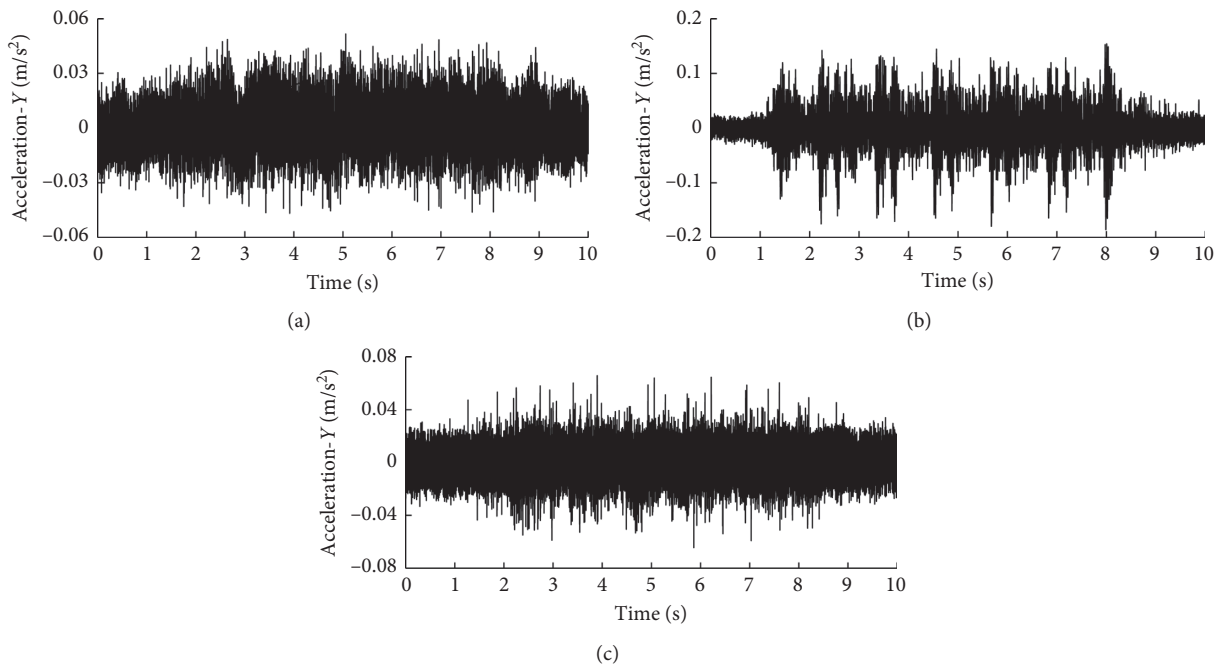 0.06
0.03
0
–0.03
–0.06
Acceleration-Y (m/s²)
0 1 2 3 4 5 6 7 8 9 10
Time (s)
(a)
0.2
0.1
0
–0.1
–0.2
Acceleration-Y (m/s²)
0 1 2 3 4 5 6 7 8 9 10
Time (s)
(b)
0.08
0.04
0
–0.04
–0.08
Acceleration-Y (m/s²)
0 1 2 3 4 5 6 7 8 9 10
Time (s)
(c)